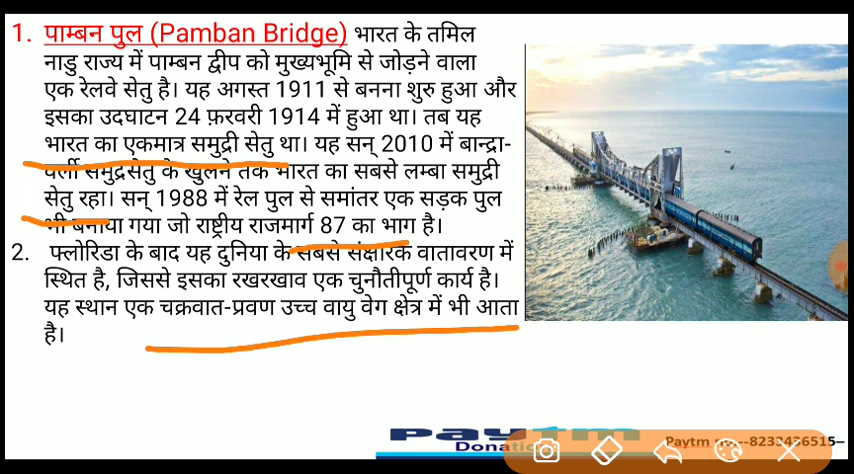 1. पाम्बन पुल (Pamban Bridge) भारत के तमिल
नाडु राज्य में पाम्बन द्वीप को मुख्यभूमि से जोड़ने वाला
एक रेलवे सेतु है। यह अगस्त 1911 से बनना शुरु हुआ और
इसका उदघाटन 24 फ़रवरी 1914 में हुआ था। तब यह
भारत का एकमात्र समुद्री सेतु था। यह सन् 2010 में बान्द्रा-
वर्ली समुद्रसेतु के खुलने तक भारत का सबसे लम्बा समुद्री
सेतु रहा। सन् 1988 में रेल पुल से समांतर एक सड़क पुल
भी बनाया गया जो राष्ट्रीय राजमार्ग 87 का भाग है।
2. फ्लोरिडा के बाद यह दुनिया के सबसे संक्षारक वातावरण में
स्थित है, जिससे इसका रखरखाव एक चुनौतीपूर्ण कार्य है।
यह स्थान एक चक्रवात-प्रवण उच्च वायु वेग क्षेत्र में भी आता
है।
Paytm
Paytm